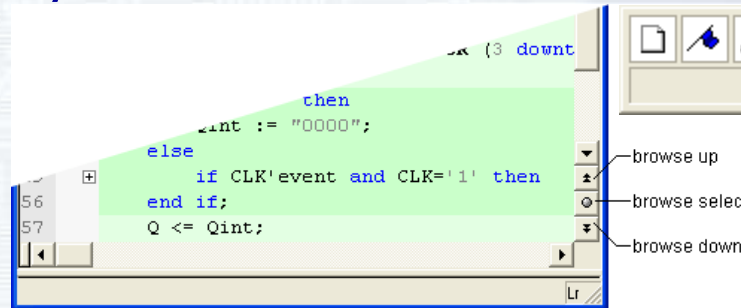 (3 downt
then
Qint := "0000";
else
if CLK'event and CLK='1' then
56 end if;
57 Q <= Qint;
browse up
browse selec
browse down